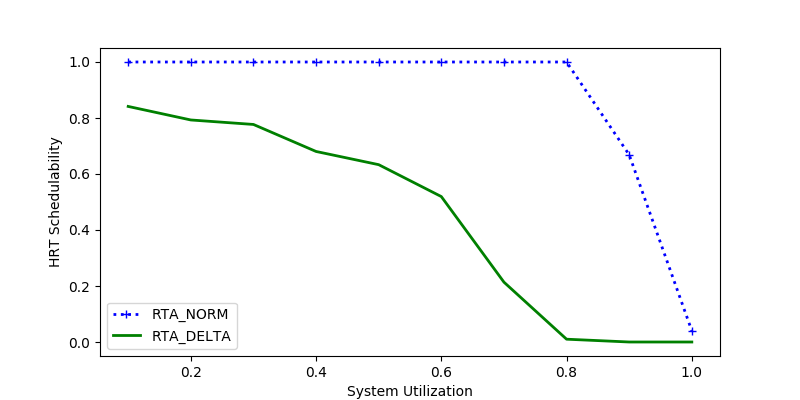 HRT Schedulability
1.0
0.8
0.6
0.4
0.2
0.0
RTA_NORM
RTA_DELTA
0.2 0.4 0.6 0.8 1.0
System Utilization